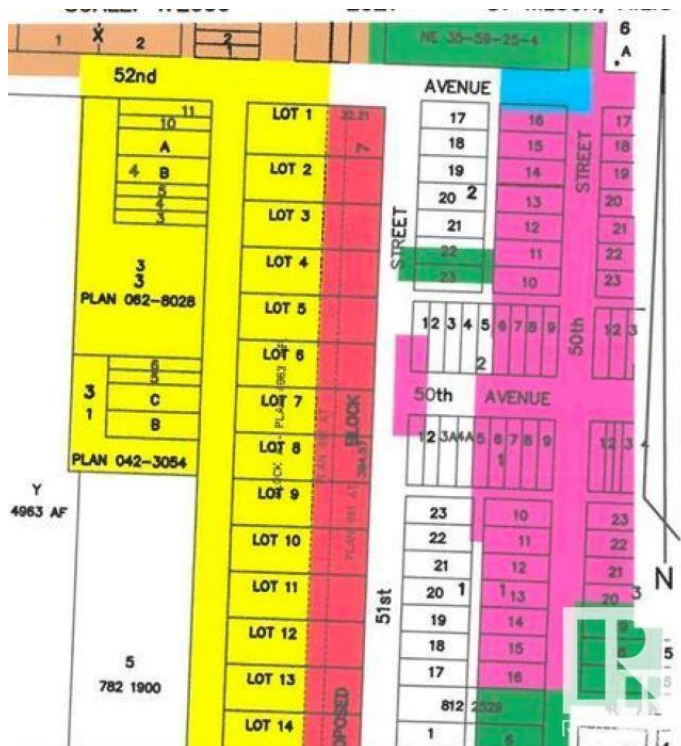 1 X 2
2
1
NE 35-59-25-4
6
A
52nd
AVENUE
11
10
A
4 B
5
4
3
3
3
PLAN 062-8028
3
1
C
B
PLAN 042-3054
Y
4963 AF
5
782 1900
LOT 1
LOT 2
LOT 3
LOT 4
LOT 5
LOT 6
LOT 7
LOT 8
LOT 9
LOT 10
LOT 11
LOT 12
LOT 13
LOT 14
7
BLOCK
STREET
51st
17
18
19
20 2
21
22
23
16
15
14
13
12
11
10
STREET
50th
17
18
19
20
21
22
23
1 2 3 4 5 6 7 8 9
2
1 2 3
50th AVENUE
1 2 3A 4A 5 6 7 8 9
1
1 2 3 4
23
22
21
20 1
19
18
17
10
11
12
1 13
14
15
16
23
22
21
20 3
N
5
812 2529
1